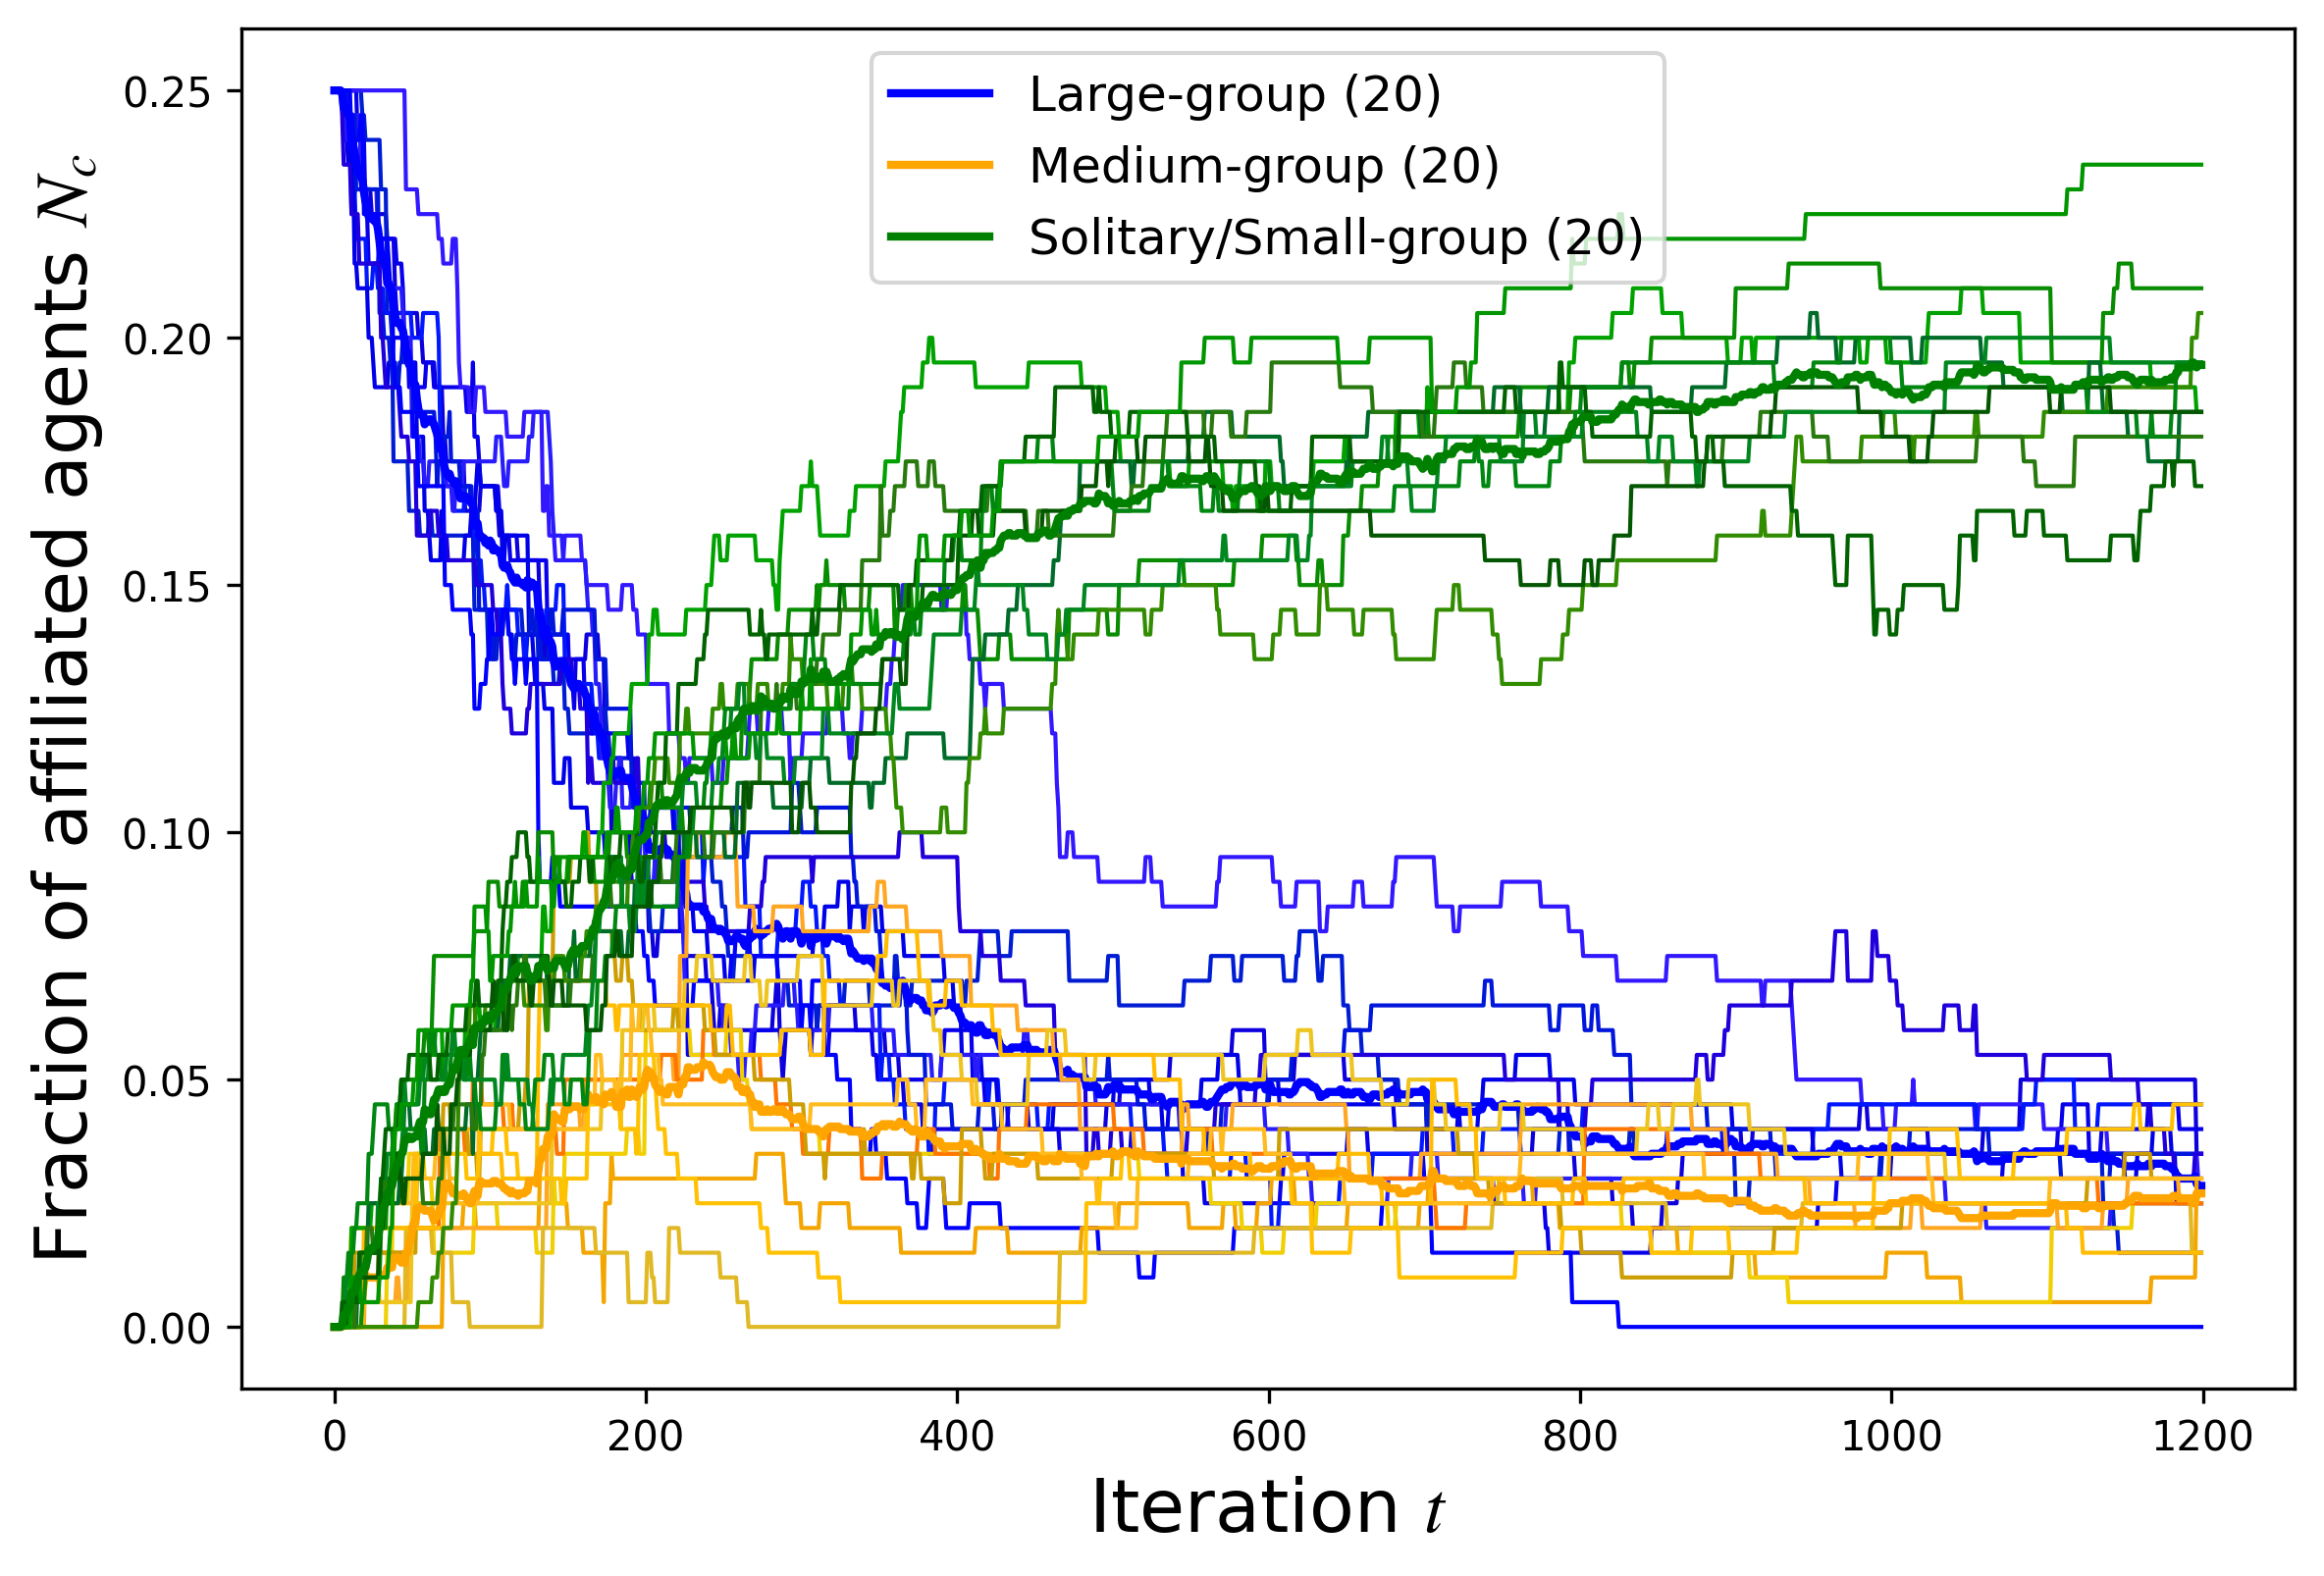 Fraction of affiliated agents N_c
0.25
0.20
0.15
0.10
0.05
0.00
Large-group (20)
Medium-group (20)
Solitary/Small-group (20)
0 200 400 600 800 1000 1200
Iteration t